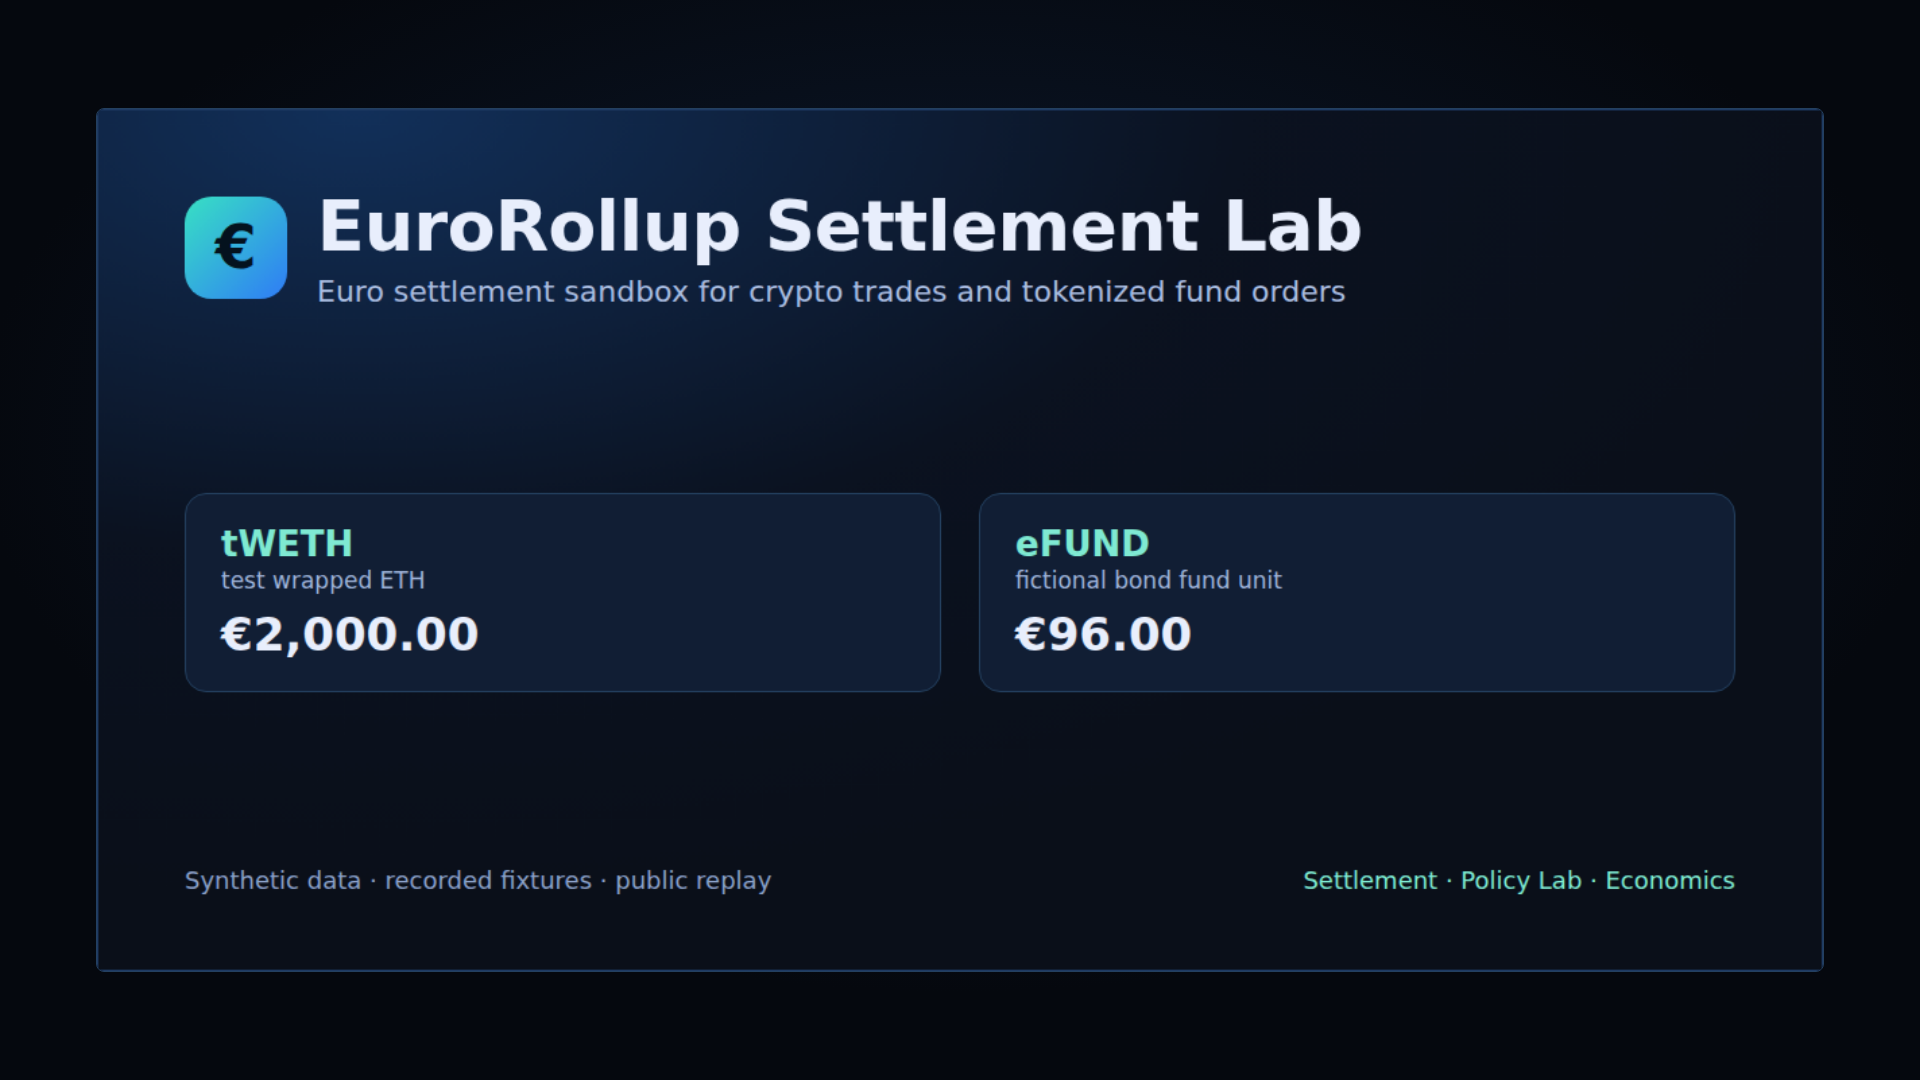 €
EuroRollup Settlement Lab
Euro settlement sandbox for crypto trades and tokenized fund orders
tWETH
test wrapped ETH
€2,000.00
eFUND
fictional bond fund unit
€96.00
Synthetic data · recorded fixtures · public replay
Settlement · Policy Lab · Economics